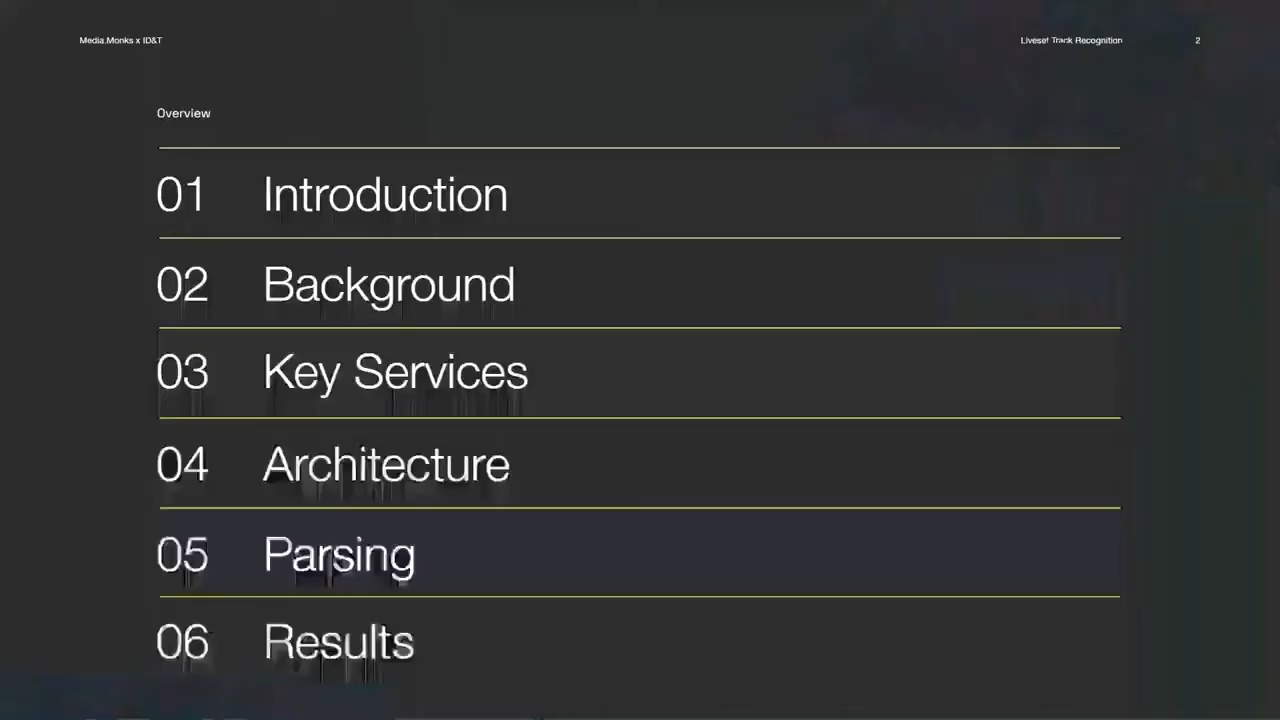 Media.Monks x ID&T
Liveset Track Recognition
2
Overview
01 Introduction
02 Background
03 Key Services
04 Architecture
05 Parsing
06 Results